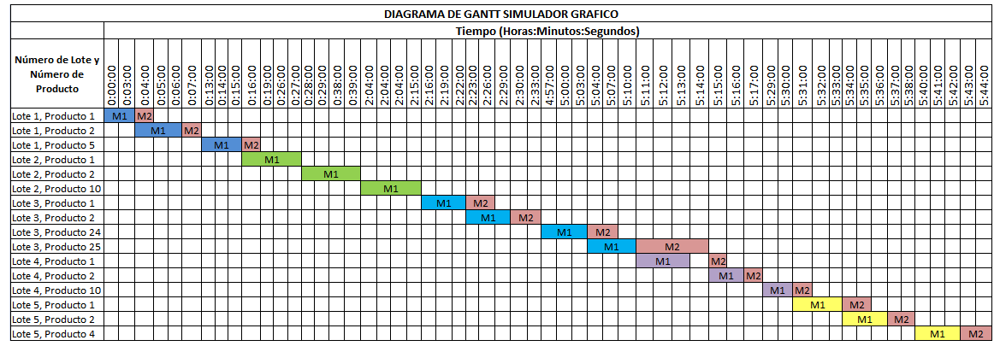 DIAGRAMA DE GANTT SIMULADOR GRAFICO
Tiempo (Horas:Minutos:Segundos)
Número de Lote y
Número de
Producto
0:00:00
0:03:00
0:04:00
0:05:00
0:06:00
0:07:00
0:13:00
0:14:00
0:15:00
0:16:00
0:19:00
0:26:00
0:27:00
0:28:00
0:29:00
0:38:00
0:39:00
2:04:00
2:04:00
2:04:00
2:15:00
2:16:00
2:19:00
2:22:00
2:23:00
2:26:00
2:29:00
2:33:00
4:57:00
5:00:00
5:03:00
5:07:00
5:10:00
5:11:00
5:12:00
5:13:00
5:14:00
5:15:00
5:16:00
5:17:00
5:29:00
5:30:00
5:31:00
5:32:00
5:33:00
5:34:00
5:35:00
5:36:00
5:37:00
5:38:00
5:40:00
5:41:00
5:42:00
5:43:00
5:44:00
Lote 1, Producto 1 M1 M2
Lote 1, Producto 2 M1 M2
Lote 1, Producto 5 M1 M2
Lote 2, Producto 1 M1
Lote 2, Producto 2 M1
Lote 2, Producto 10 M1
Lote 3, Producto 1 M1 M2
Lote 3, Producto 2 M1 M2
Lote 3, Producto 24 M1 M2
Lote 3, Producto 25 M1 M2
Lote 4, Producto 1 M1 M2
Lote 4, Producto 2 M1 M2
Lote 4, Producto 10 M1 M2
Lote 5, Producto 1 M1 M2
Lote 5, Producto 2 M1 M2
Lote 5, Producto 4 M1 M2